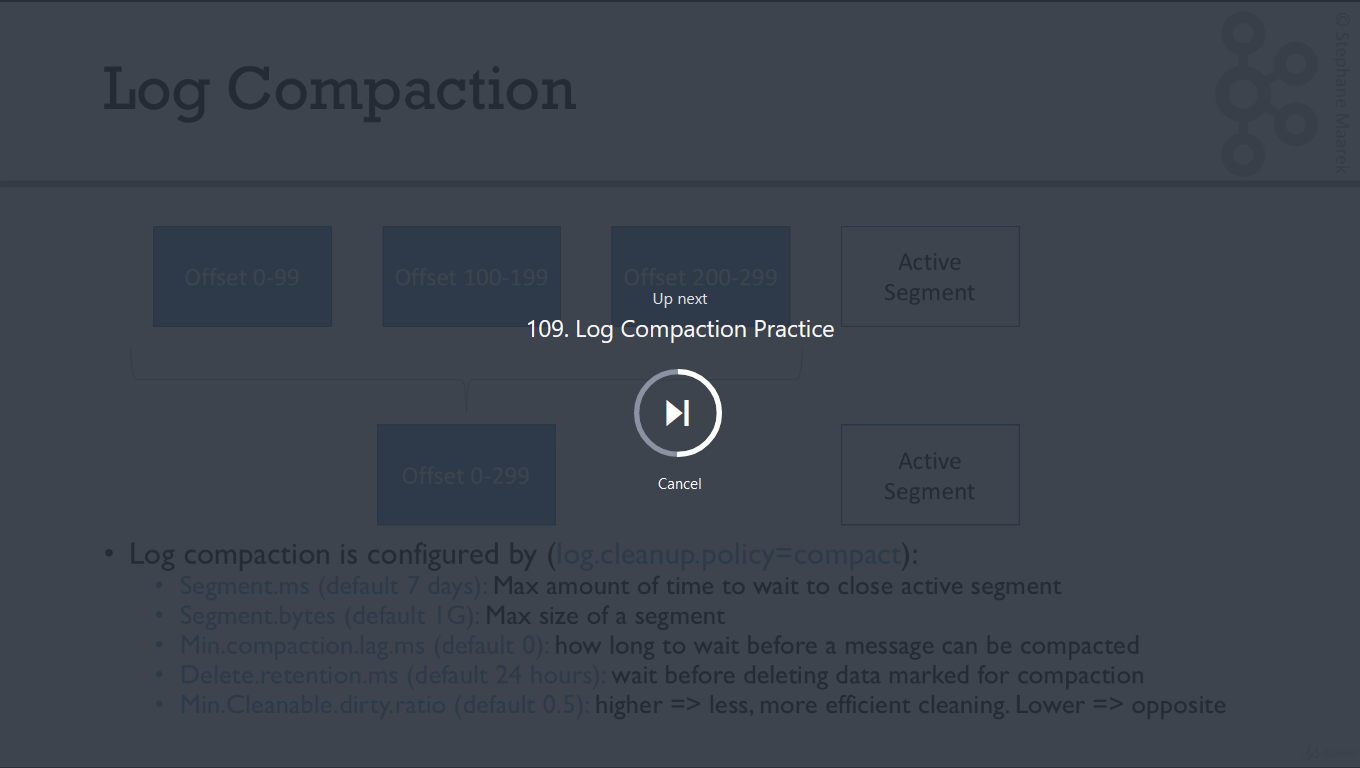 Log Compaction
© Stephane Maarek
Offset 0-99
Offset 100-199
Offset 200-299
Active
Segment
Up next
109. Log Compaction Practice
Offset 0-299
Active
Segment
Cancel
• Log compaction is configured by (log.cleanup.policy=compact):
• Segment.ms (default 7 days): Max amount of time to wait to close active segment
• Segment.bytes (default 1G): Max size of a segment
• Min.compaction.lag.ms (default 0): how long to wait before a message can be compacted
• Delete.retention.ms (default 24 hours): wait before deleting data marked for compaction
• Min.Cleanable.dirty.ratio (default 0.5): higher => less, more efficient cleaning. Lower => opposite